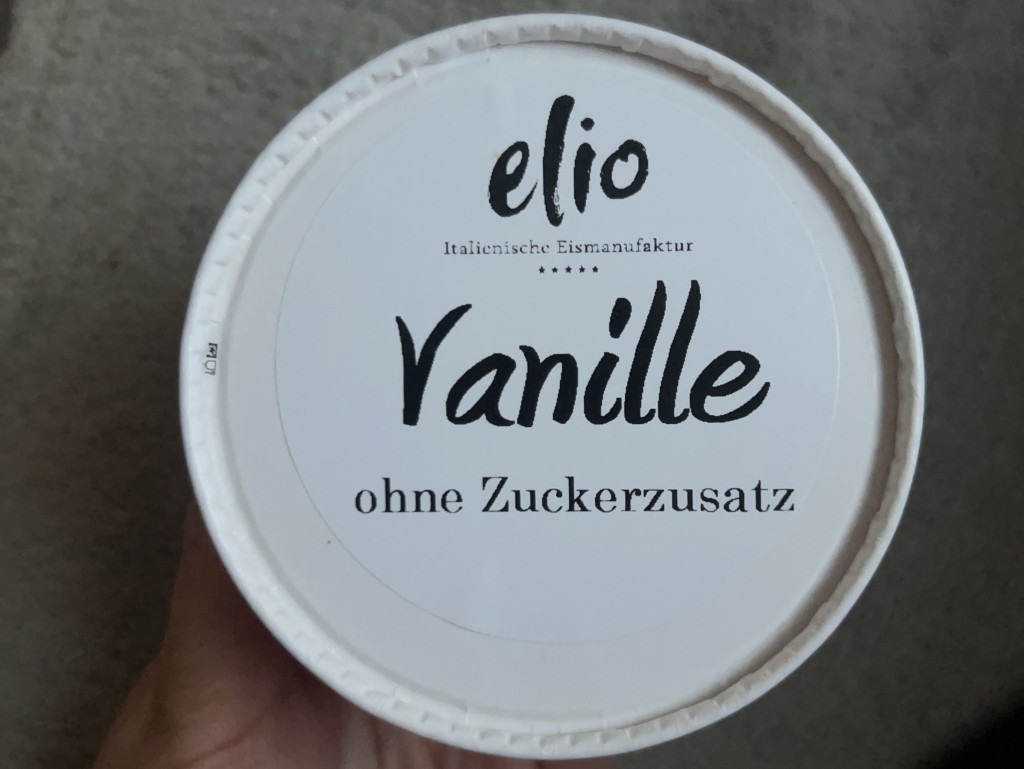 elio
Italienische Eismanufaktur
★★★★★
Vanille
ohne Zuckerzusatz